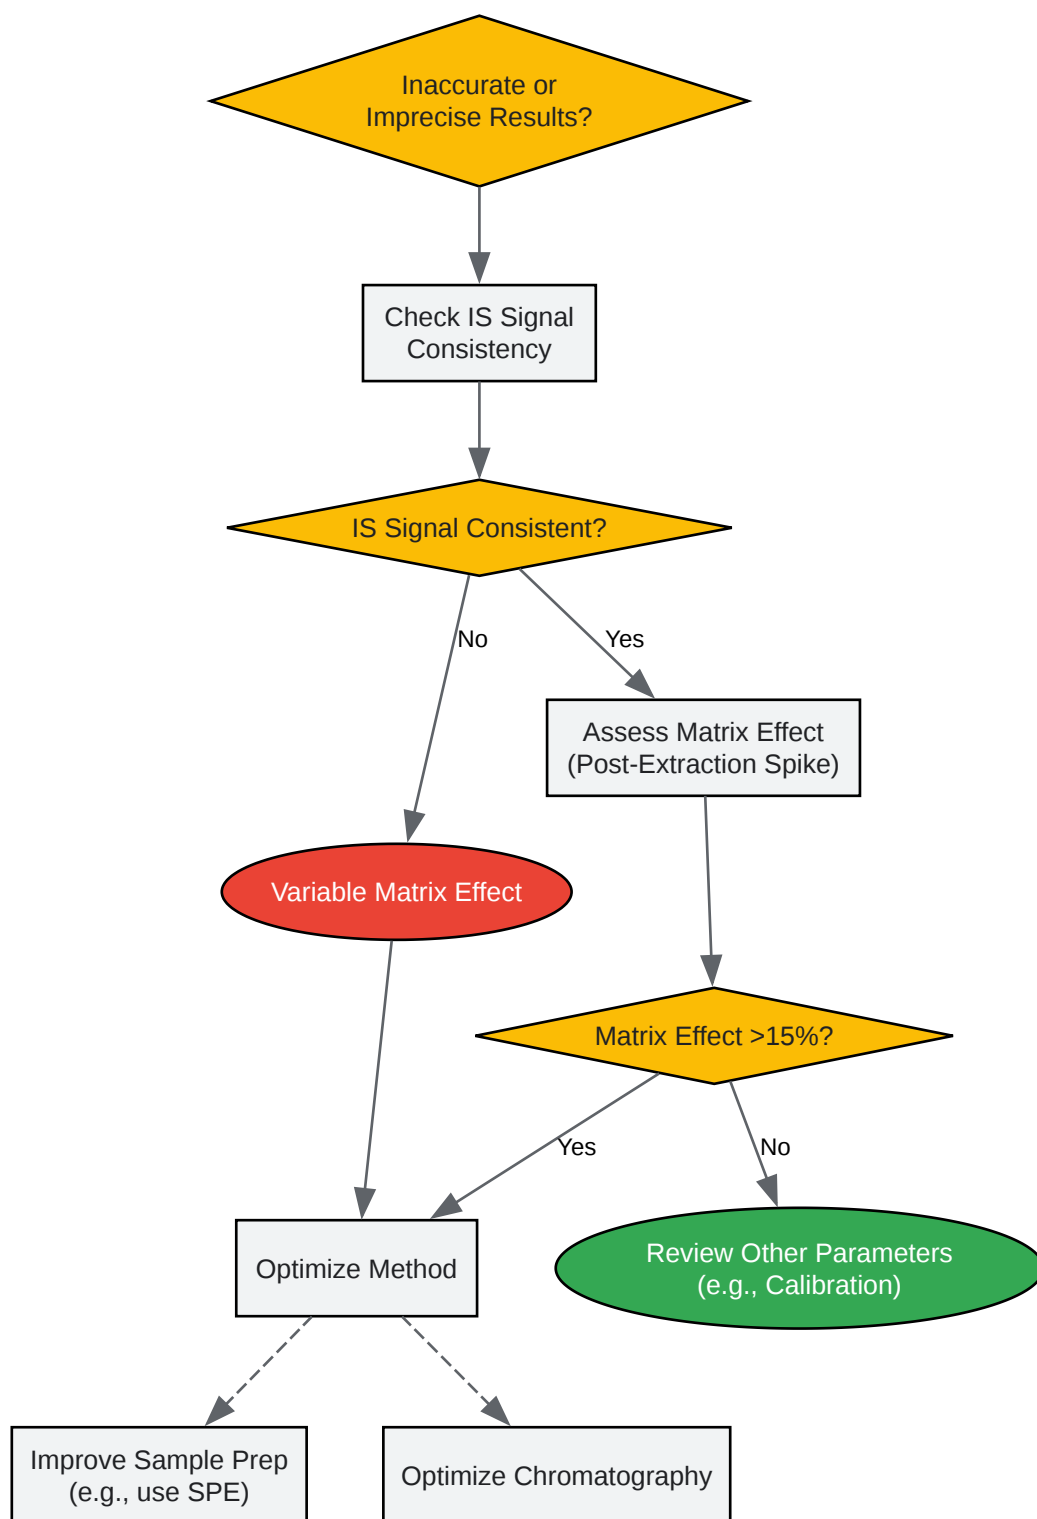 Inaccurate or
Imprecise Results?
Check IS Signal
Consistency
IS Signal Consistent?
No
Yes
Assess Matrix Effect
(Post-Extraction Spike)
Variable Matrix Effect
Matrix Effect >15%?
Yes
No
Optimize Method
Review Other Parameters
(e.g., Calibration)
Improve Sample Prep
(e.g., use SPE)
Optimize Chromatography